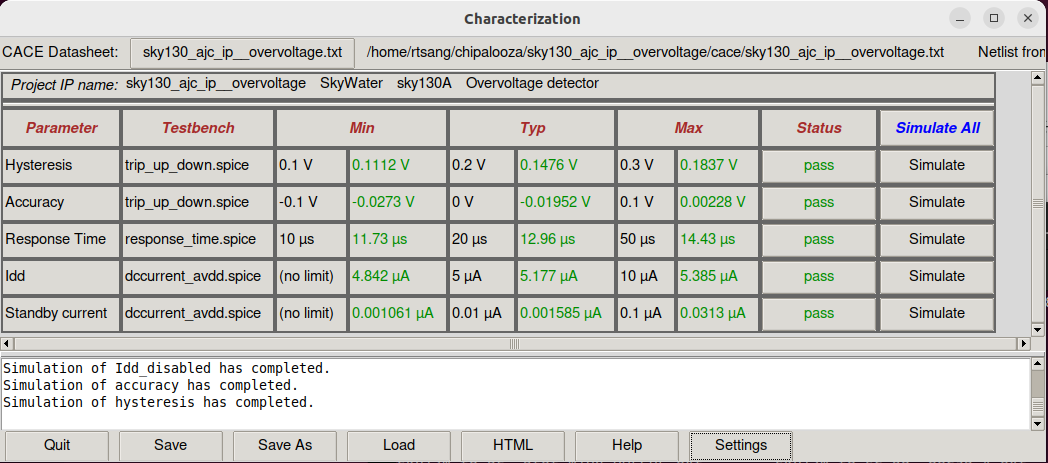 Characterization
CACE Datasheet: sky130_ajc_ip__overvoltage.txt /home/rtsang/chipalooza/sky130_ajc_ip__overvoltage/cace/sky130_ajc_ip__overvoltage.txt Netlist from
Project IP name: sky130_ajc_ip__overvoltage SkyWater sky130A Overvoltage detector
Parameter Testbench Min Typ Max Status Simulate All
Hysteresis trip_up_down.spice 0.1 V 0.1112 V 0.2 V 0.1476 V 0.3 V 0.1837 V pass Simulate
Accuracy trip_up_down.spice -0.1 V -0.0273 V 0 V -0.01952 V 0.1 V 0.00228 V pass Simulate
Response Time response_time.spice 10 µs 11.73 µs 20 µs 12.96 µs 50 µs 14.43 µs pass Simulate
Idd dccurrent_avdd.spice (no limit) 4.842 µA 5 µA 5.177 µA 10 µA 5.385 µA pass Simulate
Standby current dccurrent_avdd.spice (no limit) 0.001061 µA 0.01 µA 0.001585 µA 0.1 µA 0.0313 µA pass Simulate
Simulation of Idd_disabled has completed.
Simulation of accuracy has completed.
Simulation of hysteresis has completed.
Quit Save Save As Load HTML Help Settings